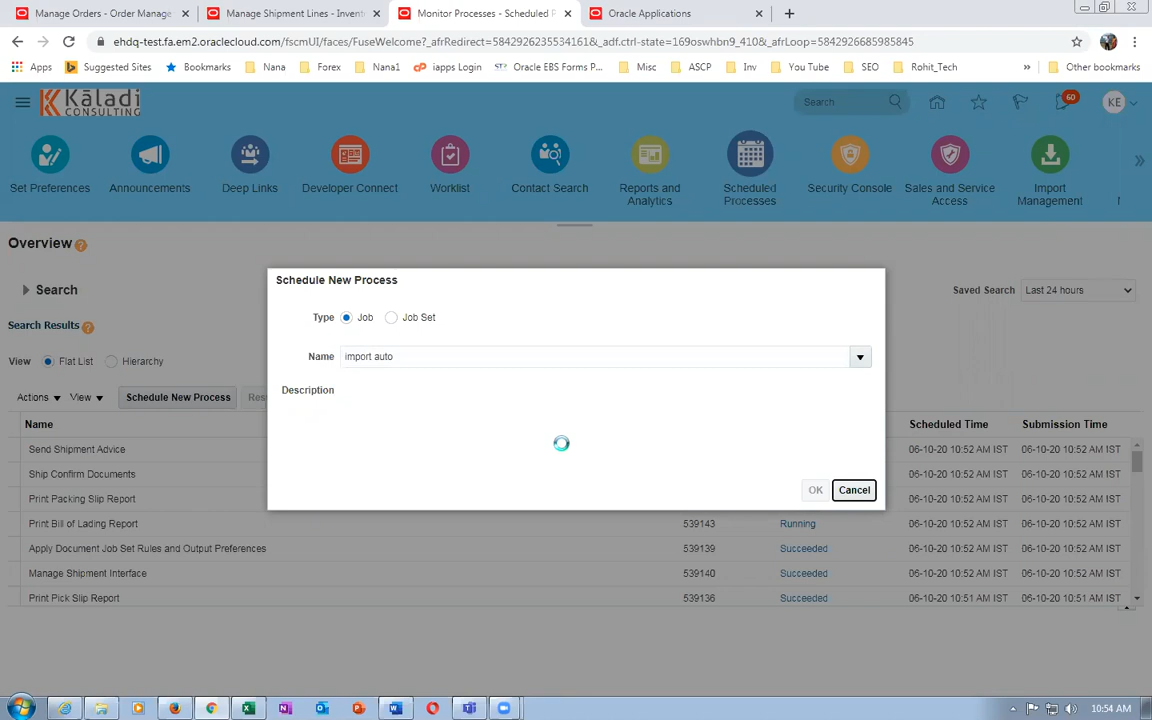 Manage Orders - Order Manage
Manage Shipment Lines - Invent
Monitor Processes - Scheduled P
Oracle Applications
ehdq-test.fa.em2.oraclecloud.com/fscmUI/faces/FuseWelcome?_afrRedirect=5842926235534161&_adf.ctrl-state=169oswhbn9_410&_afrLoop=5842926685985845
Apps
Suggested Sites
Bookmarks
Nana
Forex
Nana1
iapps Login
Oracle EBS Forms P...
Misc
ASCP
Inv
You Tube
SEO
Rohit_Tech
»
Other bookmarks
Kāladi
CONSULTING
Search
60
KE
Set Preferences
Announcements
Deep Links
Developer Connect
Worklist
Contact Search
Reports and
Analytics
Scheduled
Processes
Security Console
Sales and Service
Access
Import
Management
Overview
Search
Saved Search
Last 24 hours
Search Results
View
Flat List
Hierarchy
Actions
View
Schedule New Process
Res
Name
Scheduled Time
Submission Time
Send Shipment Advice
06-10-20 10:52 AM IST
06-10-20 10:52 AM IST
Ship Confirm Documents
06-10-20 10:52 AM IST
06-10-20 10:52 AM IST
Print Packing Slip Report
06-10-20 10:52 AM IST
06-10-20 10:52 AM IST
Print Bill of Lading Report
539143
Running
06-10-20 10:52 AM IST
06-10-20 10:52 AM IST
Apply Document Job Set Rules and Output Preferences
539139
Succeeded
06-10-20 10:52 AM IST
06-10-20 10:52 AM IST
Manage Shipment Interface
539140
Succeeded
06-10-20 10:52 AM IST
06-10-20 10:52 AM IST
Print Pick Slip Report
539136
Succeeded
06-10-20 10:51 AM IST
06-10-20 10:51 AM IST
Schedule New Process
Type
Job
Job Set
Name
import auto
Description
OK
Cancel
10:54 AM